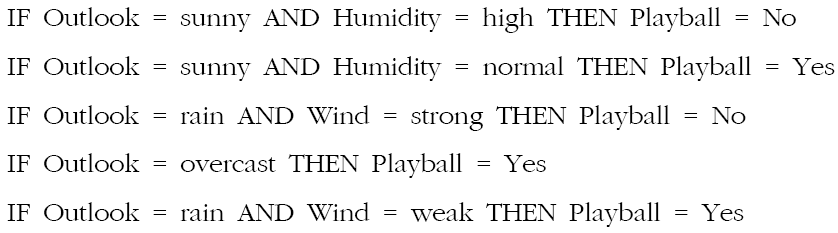 IF Outlook = sunny AND Humidity = high THEN Playball = No
IF Outlook = sunny AND Humidity = normal THEN Playball = Yes
IF Outlook = rain AND Wind = strong THEN Playball = No
IF Outlook = overcast THEN Playball = Yes
IF Outlook = rain AND Wind = weak THEN Playball = Yes